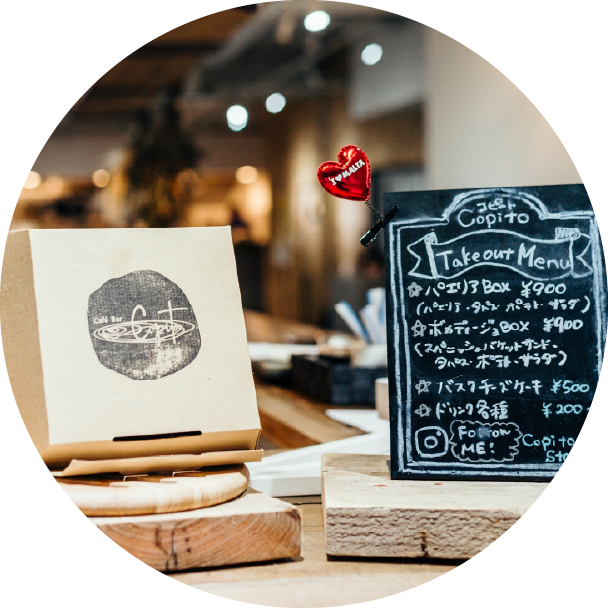 Café Bar
Copito
I♥MALTA
コピート
Copito
Takeout Menu
☆パエリアBOX ¥900
(パエリア・タパス・ポテト・サラダ)
☆ボカディージョBOX ¥900
(スパニッシュバケットサンド・
タパス・ポテト・サラダ)
☆バスクチーズケーキ ¥500
☆ドリンク各種 ¥200
Follow
ME!
Copito